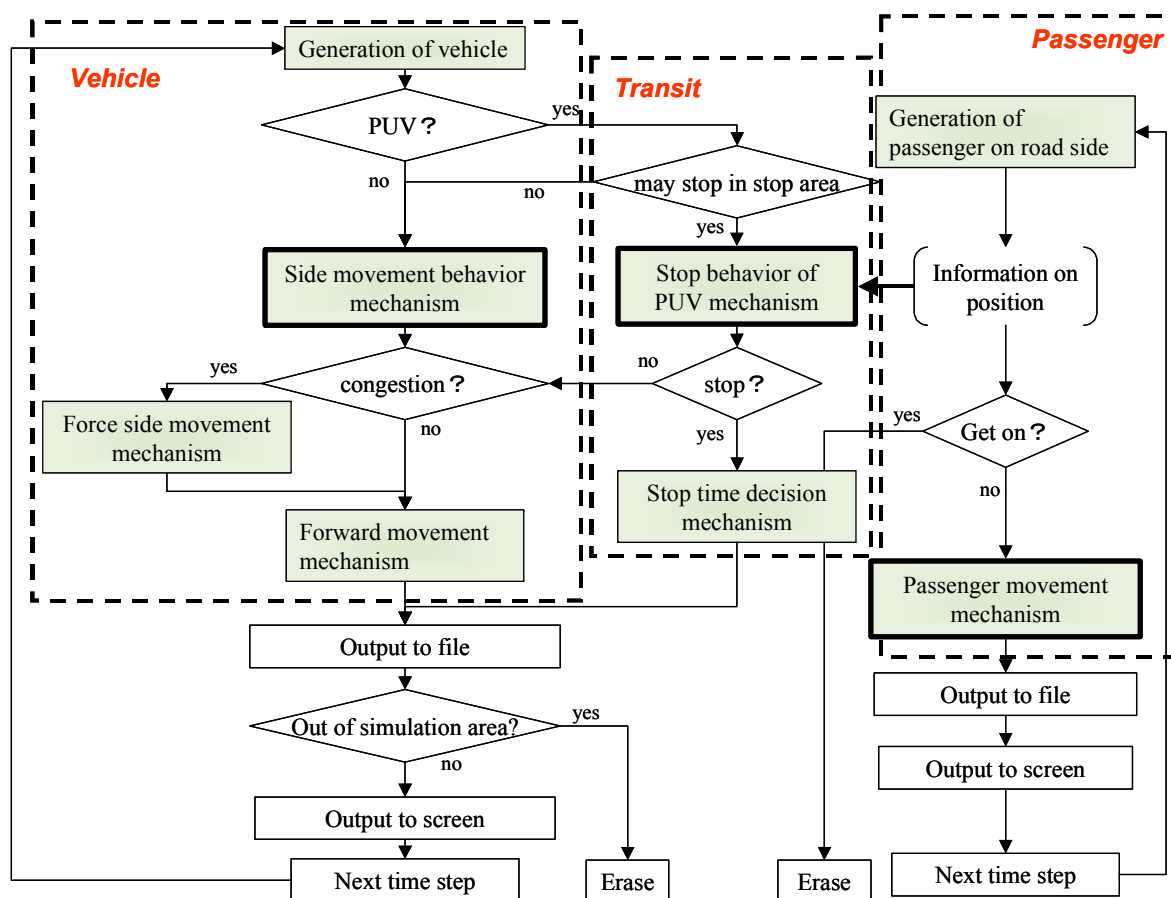 Passenger
Generation of vehicle
Vehicle
Transit
yes
PUV?
Generation of
passenger on road side
no
no
may stop in stop area
yes
Side movement behavior
mechanism
Stop behavior of
PUV mechanism
Information on
position
yes
congestion?
no
stop?
yes
Get on?
Force side movement
mechanism
no
yes
no
Stop time decision
mechanism
Forward movement
mechanism
Passenger movement
mechanism
Output to file
Output to file
Out of simulation area?
yes
no
Output to screen
Output to screen
Next time step
Erase
Erase
Next time step